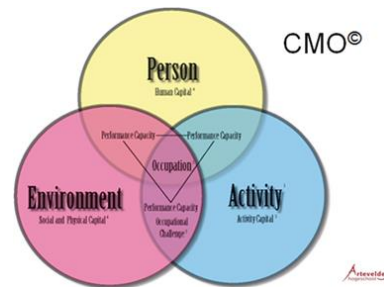 CMO©
Person
Human Capital
Performance Capacity
Performance Capacity
Occupation
Environment
Social and Physical Capital
Activity
Activity Capital
Performance Capacity
Occupational
Challenge
Artevelde
hogeschool